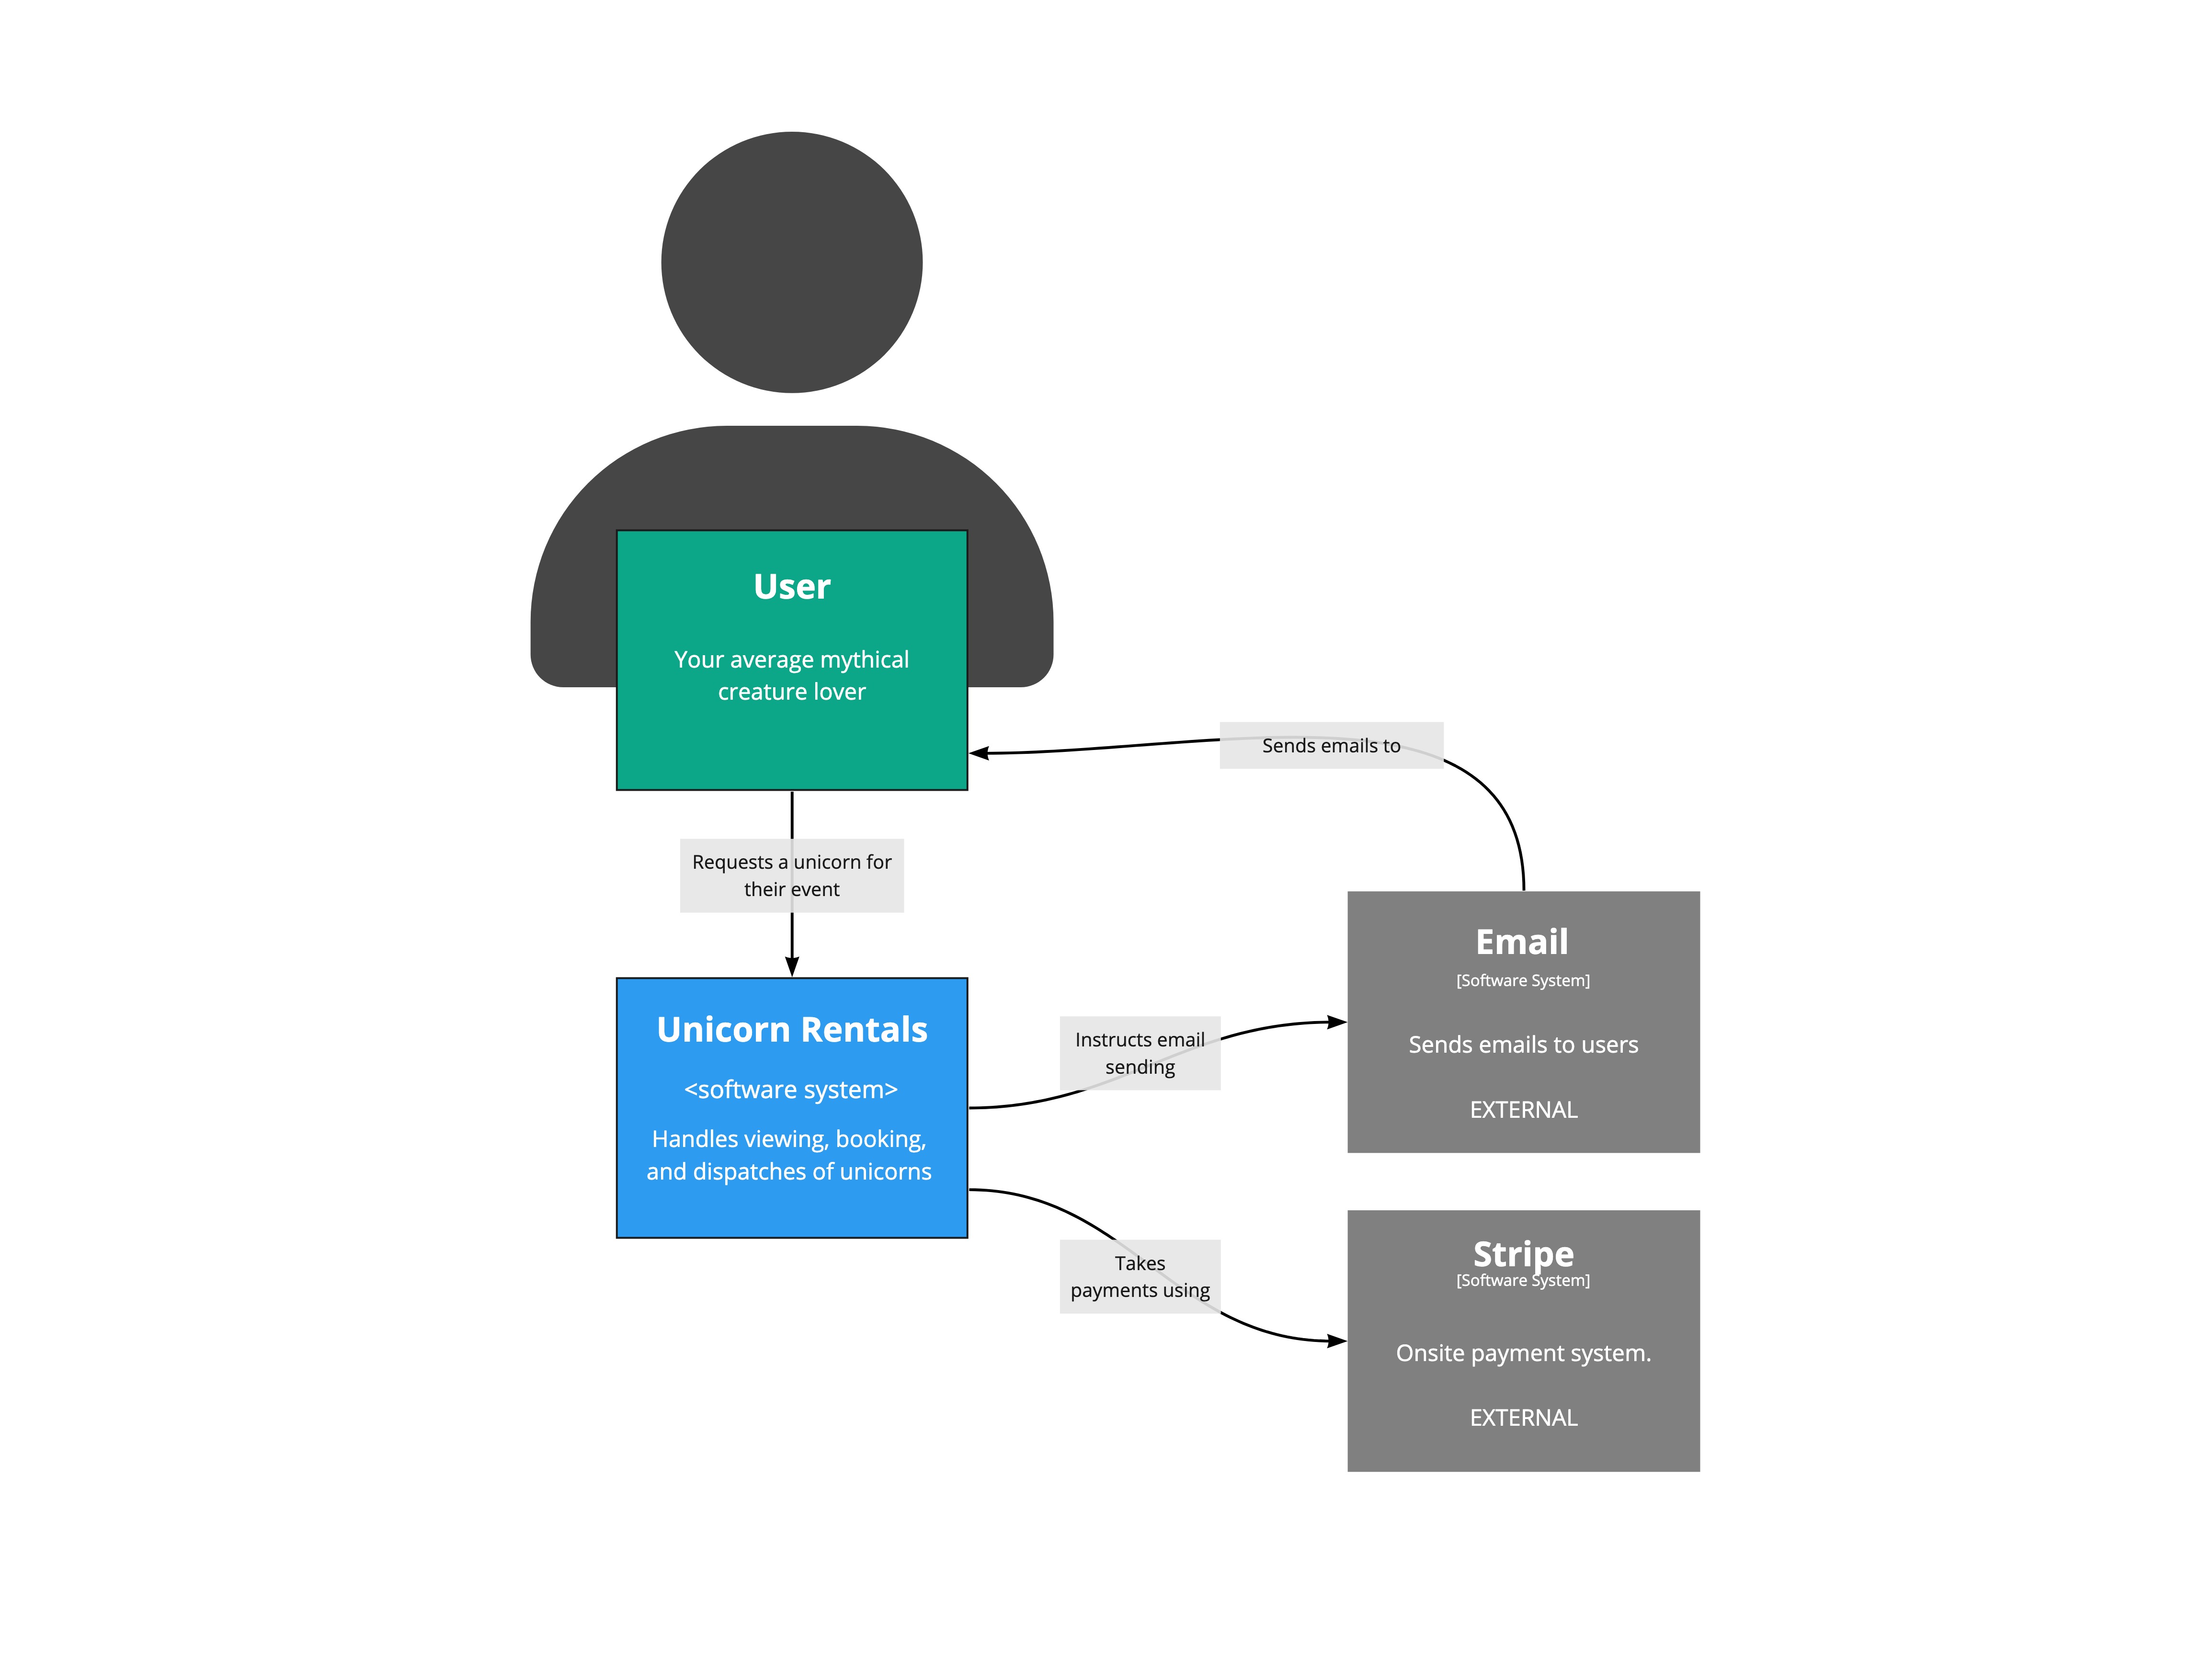 User
Your average mythical
creature lover
Sends emails to
Requests a unicorn for
their event
Email
[Software System]
Sends emails to users
EXTERNAL
Unicorn Rentals
<software system>
Handles viewing, booking,
and dispatches of unicorns
Instructs email
sending
Takes
payments using
Stripe
[Software System]
Onsite payment system.
EXTERNAL